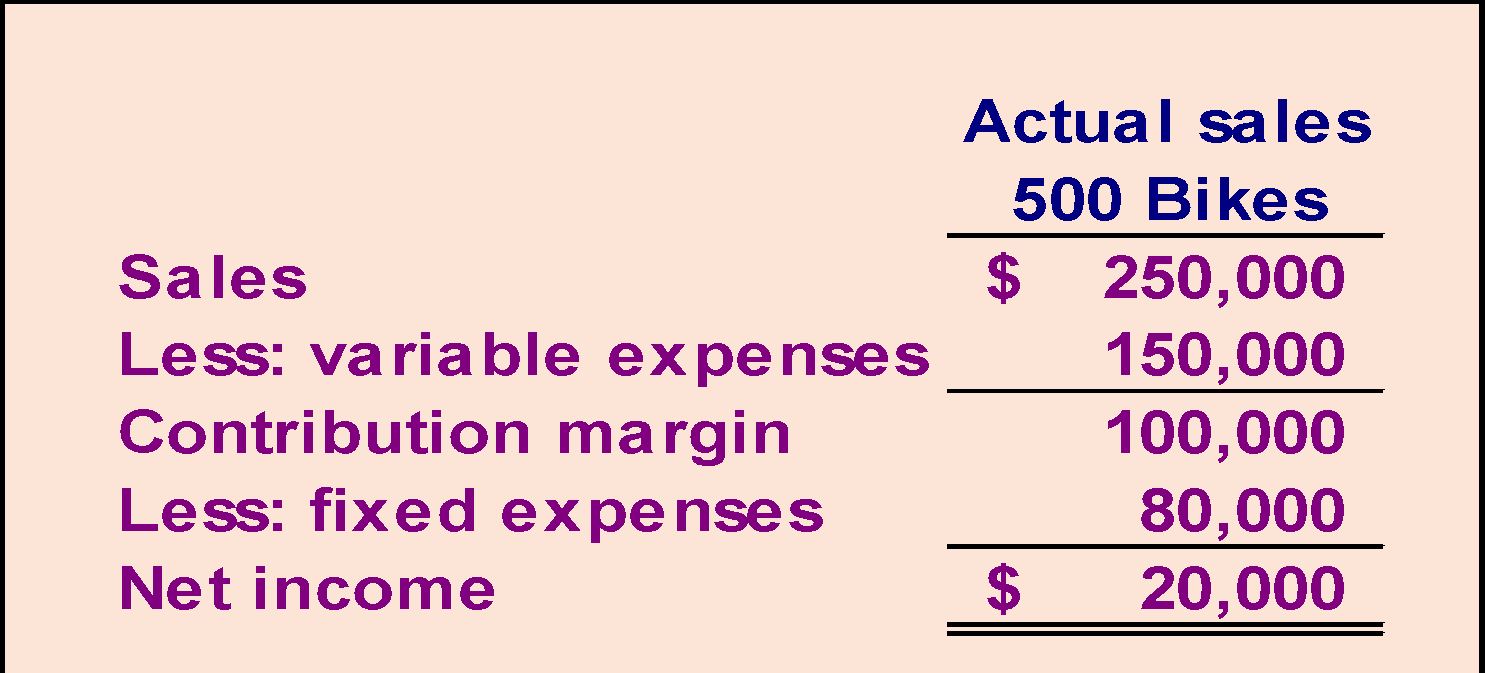 Actual sales
500 Bikes
Sales $ 250,000
Less: variable expenses 150,000
Contribution margin 100,000
Less: fixed expenses 80,000
Net income $ 20,000